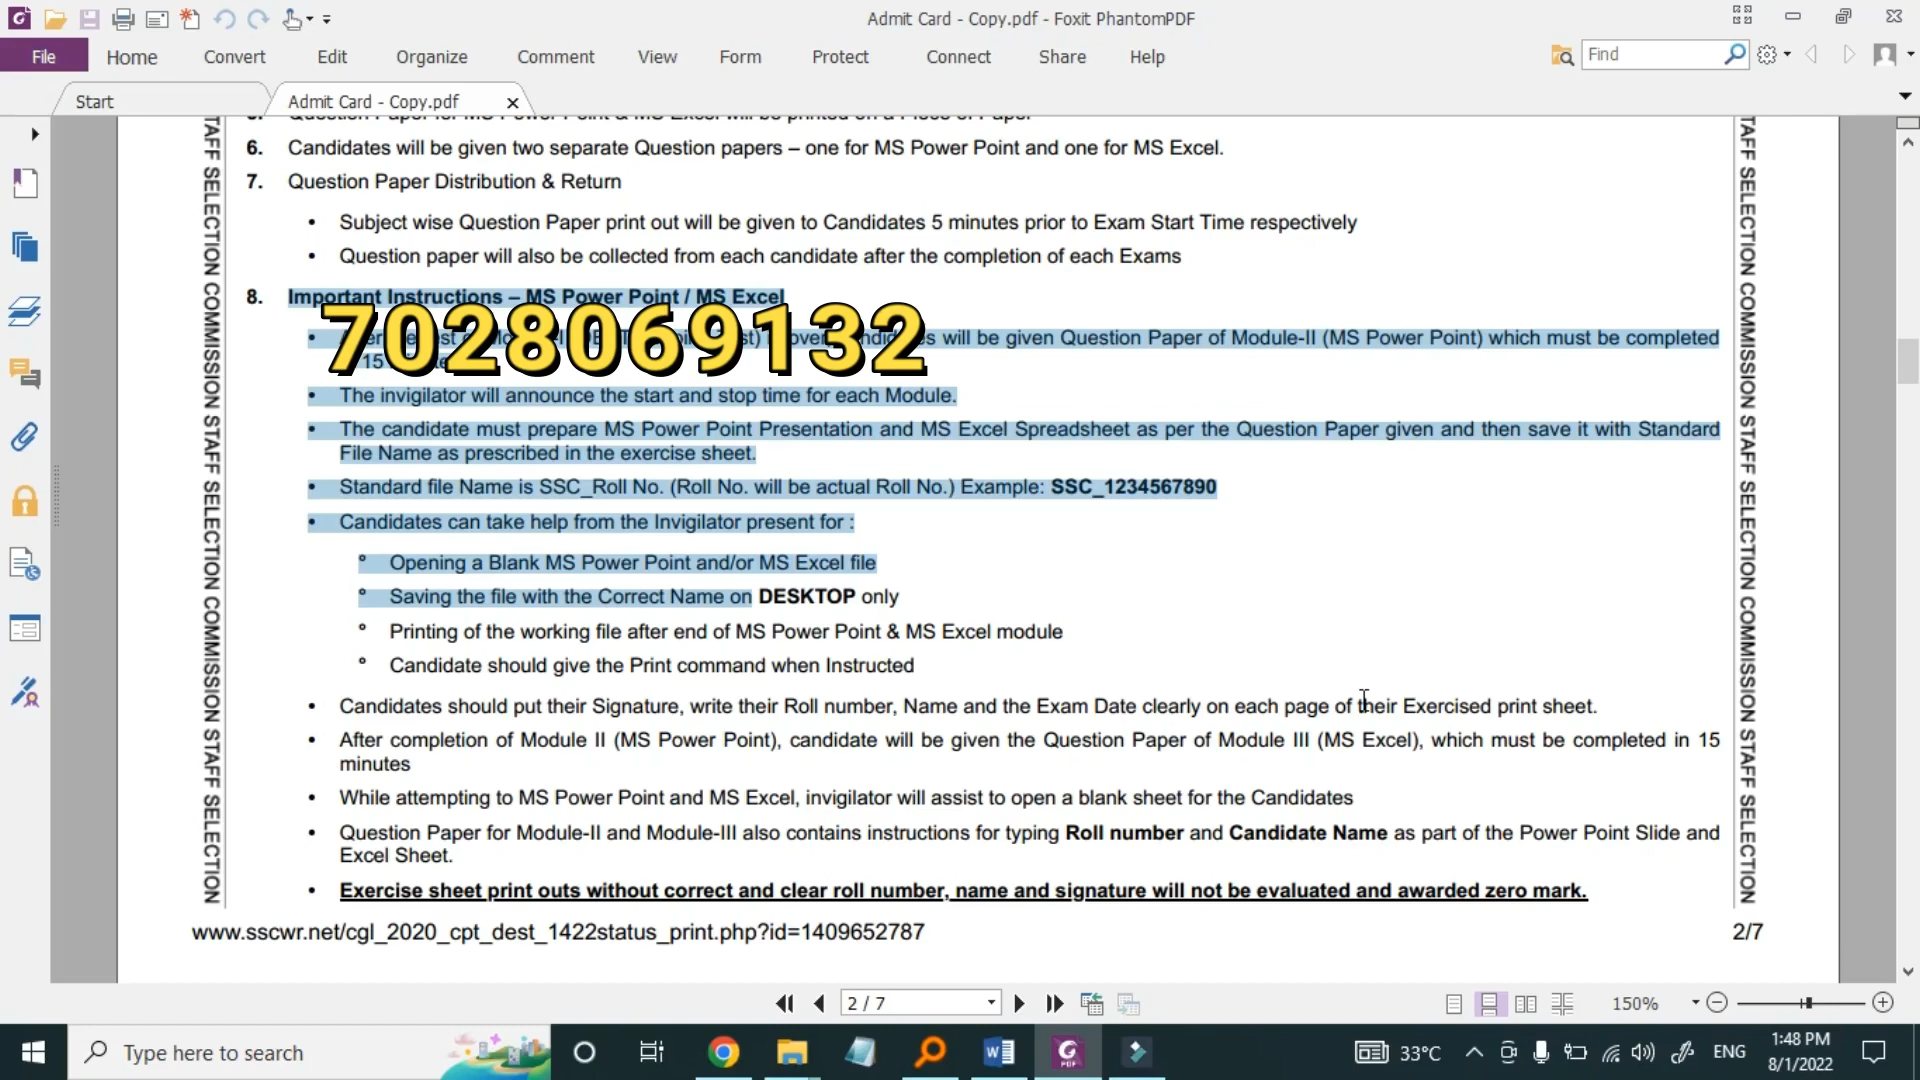 Admit Card - Copy.pdf - Foxit PhantomPDF
File Home Convert Edit Organize Comment View Form Protect Connect Share Help Find
Start Admit Card - Copy.pdf
6. Candidates will be given two separate Question papers – one for MS Power Point and one for MS Excel.
7. Question Paper Distribution & Return
• Subject wise Question Paper print out will be given to Candidates 5 minutes prior to Exam Start Time respectively
• Question paper will also be collected from each candidate after the completion of each Exams
8. Important Instructions – MS Power Point / MS Excel
7028069132
will be given Question Paper of Module-II (MS Power Point) which must be completed
15
• The invigilator will announce the start and stop time for each Module.
• The candidate must prepare MS Power Point Presentation and MS Excel Spreadsheet as per the Question Paper given and then save it with Standard
File Name as prescribed in the exercise sheet.
• Standard file Name is SSC_Roll No. (Roll No. will be actual Roll No.) Example: SSC_1234567890
• Candidates can take help from the Invigilator present for :
° Opening a Blank MS Power Point and/or MS Excel file
° Saving the file with the Correct Name on DESKTOP only
° Printing of the working file after end of MS Power Point & MS Excel module
° Candidate should give the Print command when Instructed
• Candidates should put their Signature, write their Roll number, Name and the Exam Date clearly on each page of their Exercised print sheet.
• After completion of Module II (MS Power Point), candidate will be given the Question Paper of Module III (MS Excel), which must be completed in 15
minutes
• While attempting to MS Power Point and MS Excel, invigilator will assist to open a blank sheet for the Candidates
• Question Paper for Module-II and Module-III also contains instructions for typing Roll number and Candidate Name as part of the Power Point Slide and
Excel Sheet.
• Exercise sheet print outs without correct and clear roll number, name and signature will not be evaluated and awarded zero mark.
STAFF SELECTION COMMISSION STAFF SELECTION COMMISSION STAFF SELECTION
STAFF SELECTION COMMISSION STAFF SELECTION COMMISSION STAFF SELECTION
www.sscwr.net/cgl_2020_cpt_dest_1422status_print.php?id=1409652787 2/7
2 / 7 150%
Type here to search 33°C ENG 1:48 PM
8/1/2022